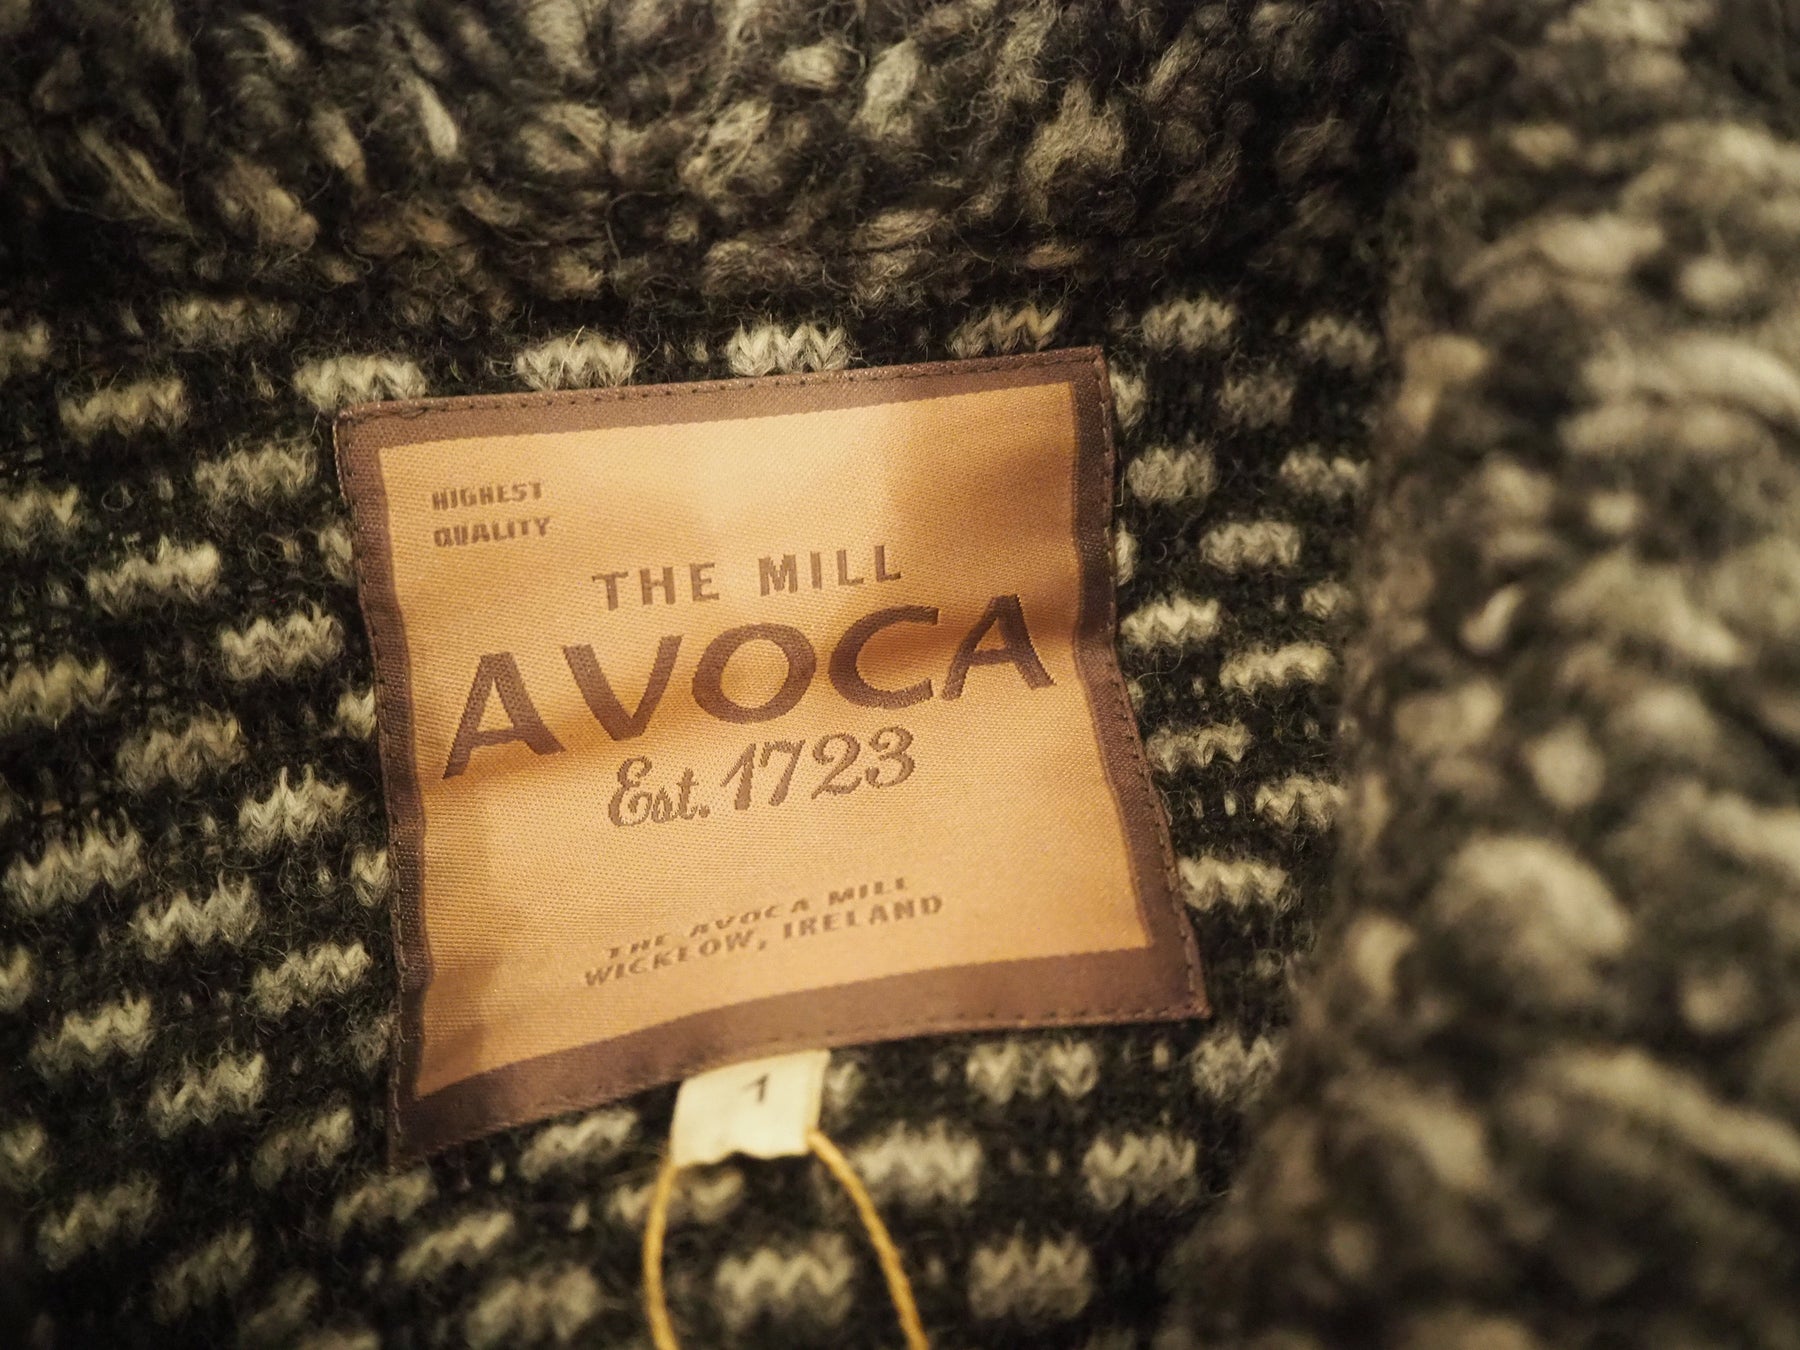 HIGHEST
QUALITY
THE MILL
AVOCA
Est. 1723
THE AVOCA MILL
WICKLOW, IRELAND
1